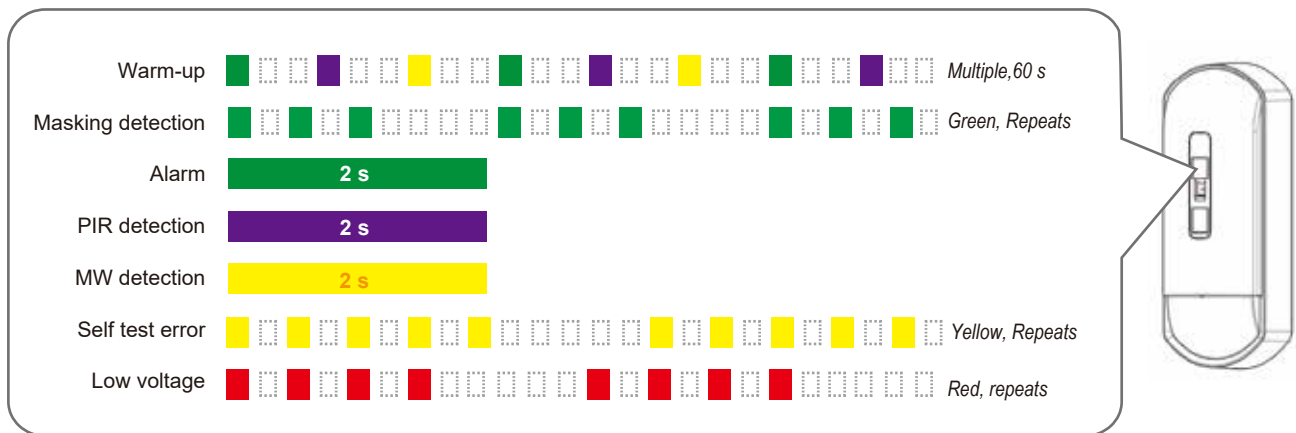 Warm-up Multiple,60 s
Masking detection Green, Repeats
Alarm 2 s
PIR detection 2 s
MW detection 2 s
Self test error Yellow, Repeats
Low voltage Red, repeats